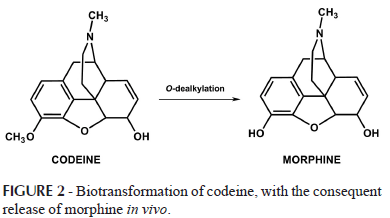 CH₃ CH₃
N N
O-dealkylation
CH₃O O OH HO O OH
CODEINE MORPHINE
FIGURE 2 - Biotransformation of codeine, with the consequent
release of morphine in vivo.